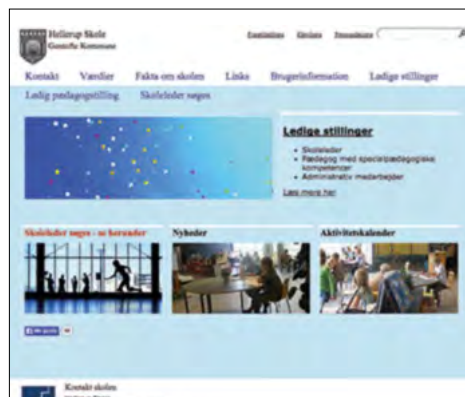 Hellerup Skole
Gentofte Kommune
Kontakt Værdier Fakta om skolen Links Brugerinformation Ledige stillinger
Ledig pædagogstilling Skoleleder søges
Ledige stillinger
Skoleleder
Pædagog med specialpædagogiske
kompetencer
Administrativ medarbejder
Læs mere her
Skoleleder søges - se herunder Nyheder Aktivitetskalender
Kontakt skolen